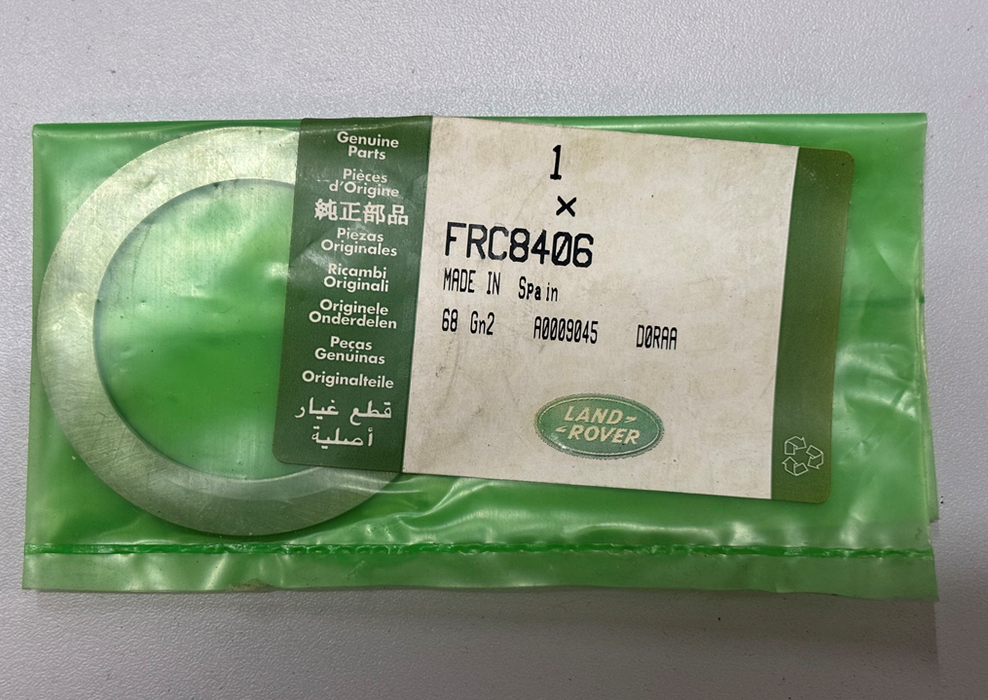 Genuine
Parts
Pièces
d'Origine
純正部品
Piezas
Originales
Ricambi
Originali
Originele
Onderdelen
Peças
Genuinas
Originalteile
قطع غيار
أصلية
1
x
FRC8406
MADE IN Spain
68 Gn2 A0009045 D0RAA
LAND-
ROVER